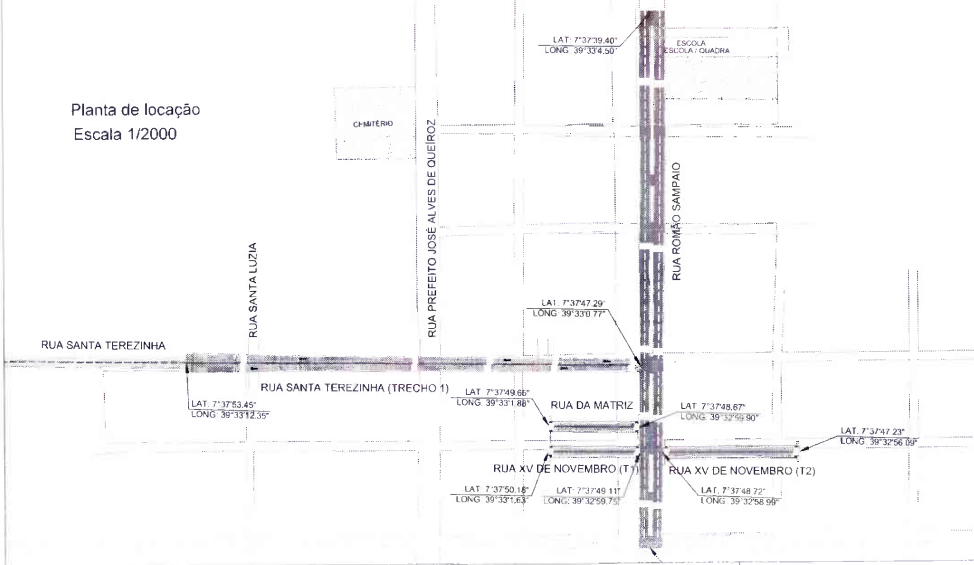 LAT: 7°37'39.40"
LONG: 39°33'4.50"
ESCOLA
ESCOLA / QUADRA
Planta de locação
Escala 1/2000
CEMITÉRIO
RUA PREFEITO JOSÉ ALVES DE QUEIROZ
RUA ROMÃO SAMPAIO
RUA SANTA LUZIA
LAT: 7°37'47.29"
LONG: 39°33'0.77"
RUA SANTA TEREZINHA
RUA SANTA TEREZINHA (TRECHO 1)
LAT: 7°37'53.45"
LONG: 39°33'12.35"
LAT: 7°37'49.66"
LONG: 39°33'1.88"
RUA DA MATRIZ
LAT: 7°37'48.67"
LONG: 39°32'59.90"
LAT: 7°37'47.23"
LONG: 39°32'56.09"
RUA XV DE NOVEMBRO (T1)
RUA XV DE NOVEMBRO (T2)
LAT: 7°37'50.18"
LONG: 39°33'1.63"
LAT: 7°37'49.11"
LONG: 39°32'59.75"
LAT: 7°37'48.72"
LONG: 39°32'58.99"